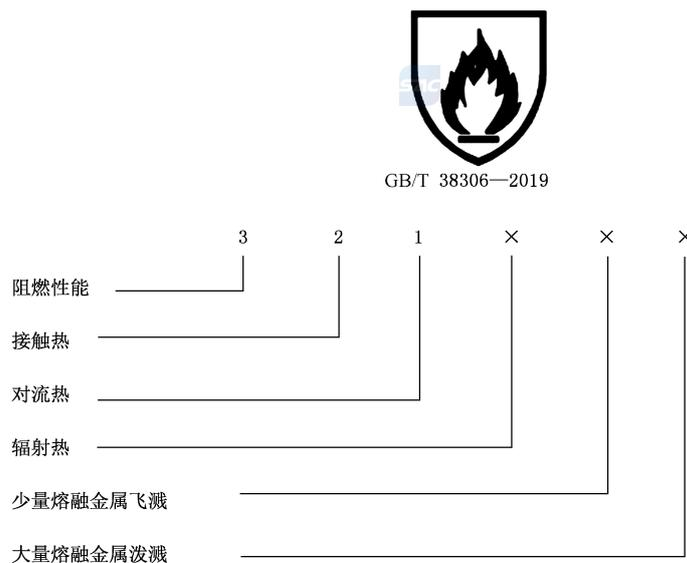 SAC
GB/T 38306—2019
3 2 1 × × ×
阻燃性能
接触热
对流热
辐射热
少量熔融金属飞溅
大量熔融金属泼溅